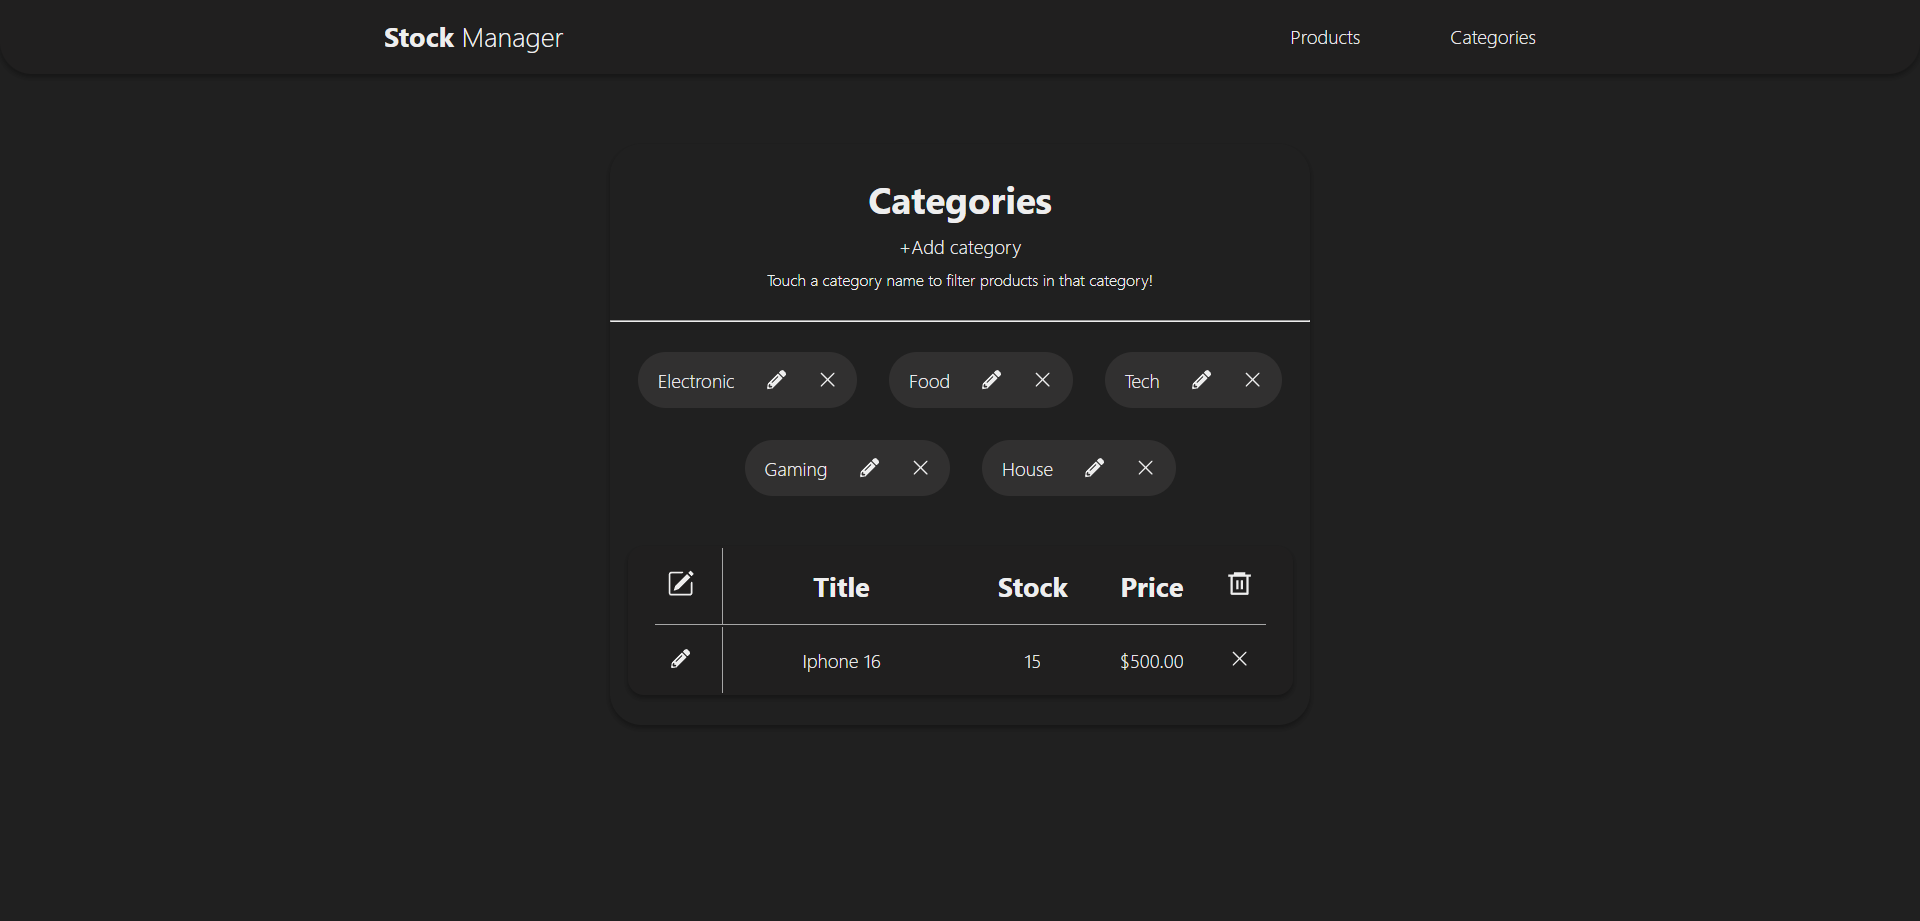 Stock Manager Products Categories
Categories
+Add category
Touch a category name to filter products in that category!
Electronic Food Tech
Gaming House
Title Stock Price
Iphone 16 15 $500.00